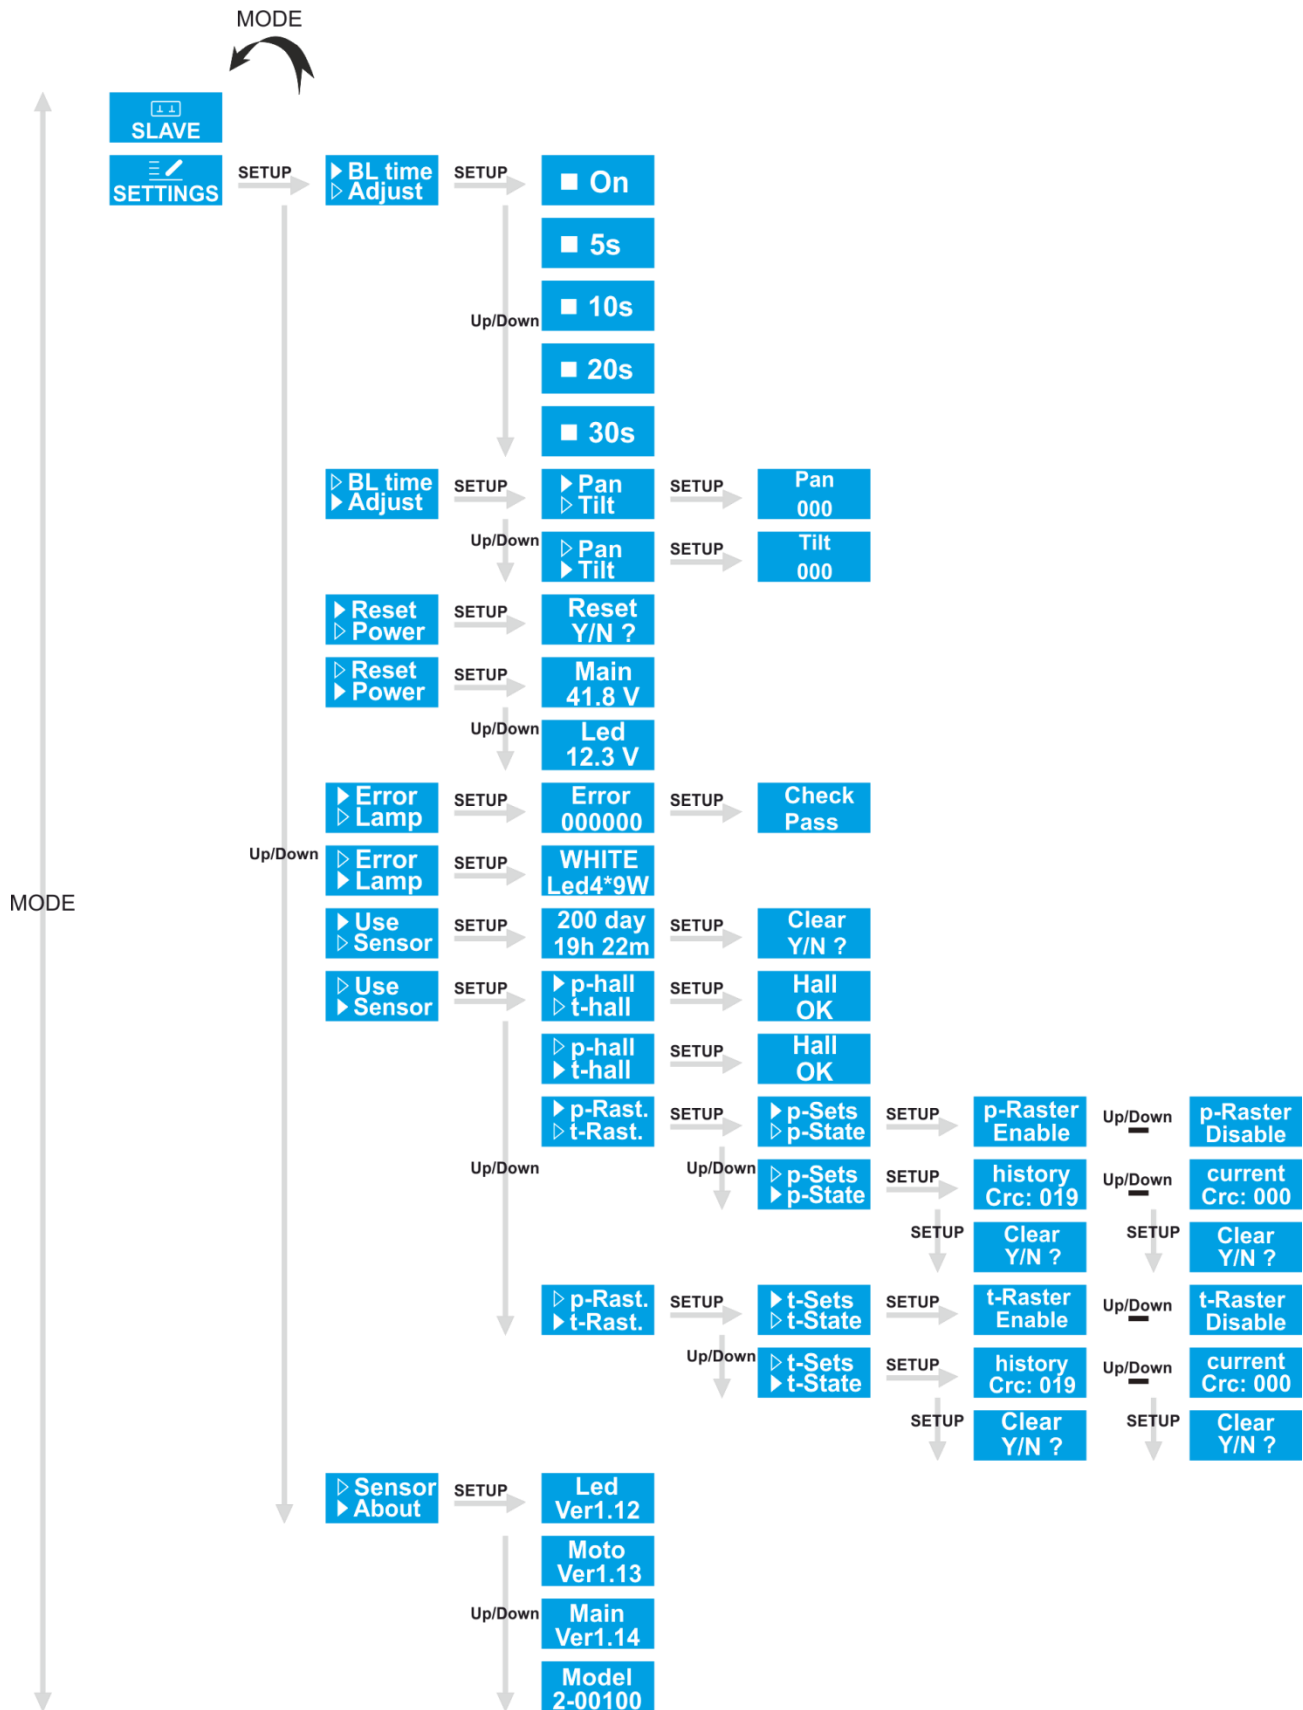 MODE
SLAVE
SETTINGS
SETUP
BL time
Adjust
SETUP
On
5s
10s
Up/Down
20s
30s
BL time
Adjust
SETUP
Pan
Tilt
SETUP
Pan
000
Up/Down
Pan
Tilt
SETUP
Tilt
000
Reset
Power
SETUP
Reset
Y/N ?
Reset
Power
SETUP
Main
41.8 V
Up/Down
Led
12.3 V
Error
Lamp
SETUP
Error
000000
SETUP
Check
Pass
Up/Down
Error
Lamp
SETUP
WHITE
Led4*9W
MODE
Use
Sensor
SETUP
200 day
19h 22m
SETUP
Clear
Y/N ?
Use
Sensor
SETUP
p-hall
t-hall
SETUP
Hall
OK
p-hall
t-hall
SETUP
Hall
OK
p-Rast.
t-Rast.
SETUP
p-Sets
p-State
SETUP
p-Raster
Enable
Up/Down
p-Raster
Disable
Up/Down
Up/Down
p-Sets
p-State
SETUP
history
Crc: 019
Up/Down
current
Crc: 000
SETUP
Clear
Y/N ?
SETUP
Clear
Y/N ?
p-Rast.
t-Rast.
SETUP
t-Sets
t-State
SETUP
t-Raster
Enable
Up/Down
t-Raster
Disable
Up/Down
t-Sets
t-State
SETUP
history
Crc: 019
Up/Down
current
Crc: 000
SETUP
Clear
Y/N ?
SETUP
Clear
Y/N ?
Sensor
About
SETUP
Led
Ver1.12
Moto
Ver1.13
Up/Down
Main
Ver1.14
Model
2-00100